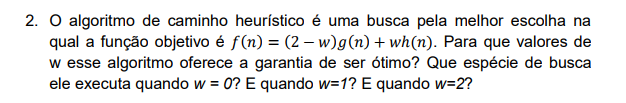 2. O algoritmo de caminho heurístico é uma busca pela melhor escolha na
qual a função objetivo é f(n) = (2 − w)g(n) + wh(n). Para que valores de
w esse algoritmo oferece a garantia de ser ótimo? Que espécie de busca
ele executa quando w = 0? E quando w=1? E quando w=2?